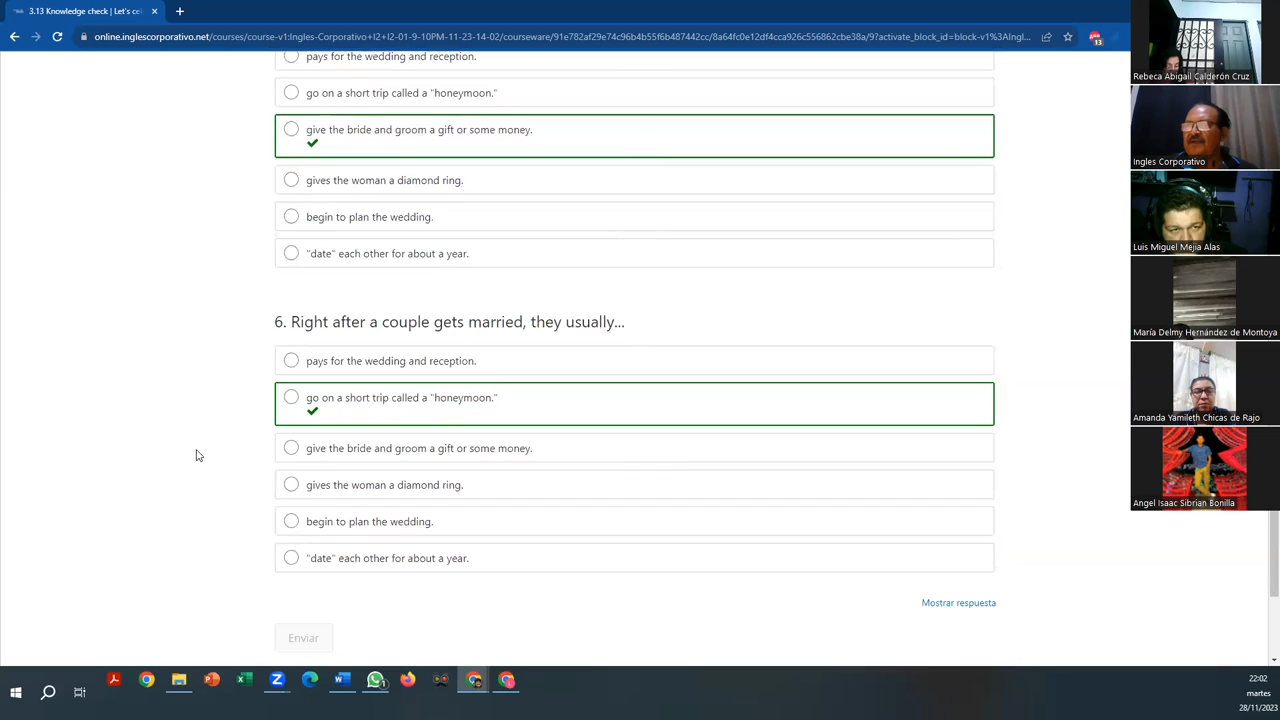 3.13 Knowledge check | Let's ce
online.inglescorporativo.net/courses/course-v1:Ingles-Corporativo+I2+I2-01-9-10PM-11-23-14-02/courseware/91e782af29e74c96b4b55f6b487442cc/8a64fc0e12df4cca926c556862cbe38a/9?activate_block_id=block-v1%3AIngl...
13
pays for the wedding and reception.
go on a short trip called a "honeymoon."
give the bride and groom a gift or some money.
gives the woman a diamond ring.
begin to plan the wedding.
"date" each other for about a year.
6. Right after a couple gets married, they usually...
pays for the wedding and reception.
go on a short trip called a "honeymoon."
give the bride and groom a gift or some money.
gives the woman a diamond ring.
begin to plan the wedding.
"date" each other for about a year.
Mostrar respuesta
Enviar
Rebeca Abigail Calderón Cruz
Ingles Corporativo
Luis Miguel Mejia Alas
María Delmy Hernández de Montoya
Amanda Yamileth Chicas de Rajo
Angel Isaac Sibrian Bonilla
22:02
martes
28/11/2023